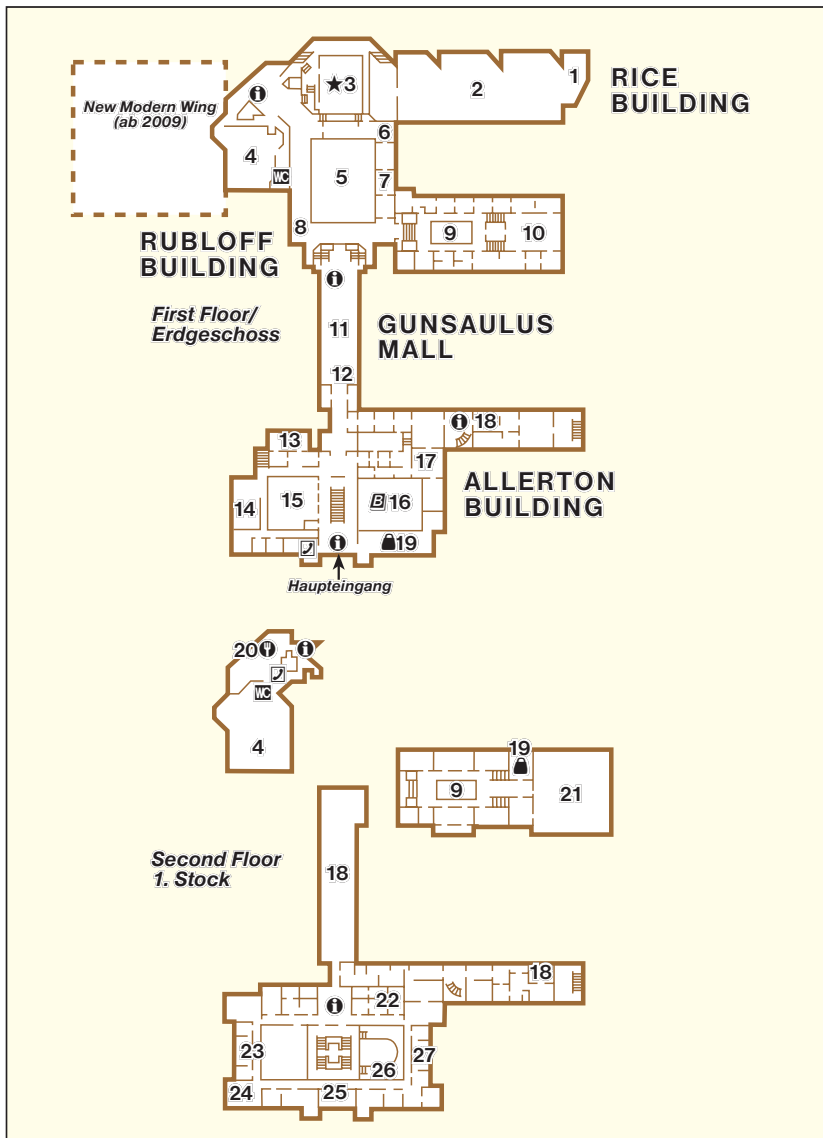 RICE
BUILDING
1
2
★3
New Modern Wing
(ab 2009)
i
4
WC
5
6
7
8
9
10
RUBLOFF
BUILDING
First Floor/
Erdgeschoss
i
11
GUNSAULUS
MALL
12
i
18
13
17
ALLERTON
BUILDING
14
15
B 16
i
19
Haupteingang
20
i
WC
4
19
9
21
Second Floor
1. Stock
18
18
i
22
23
27
26
24
25